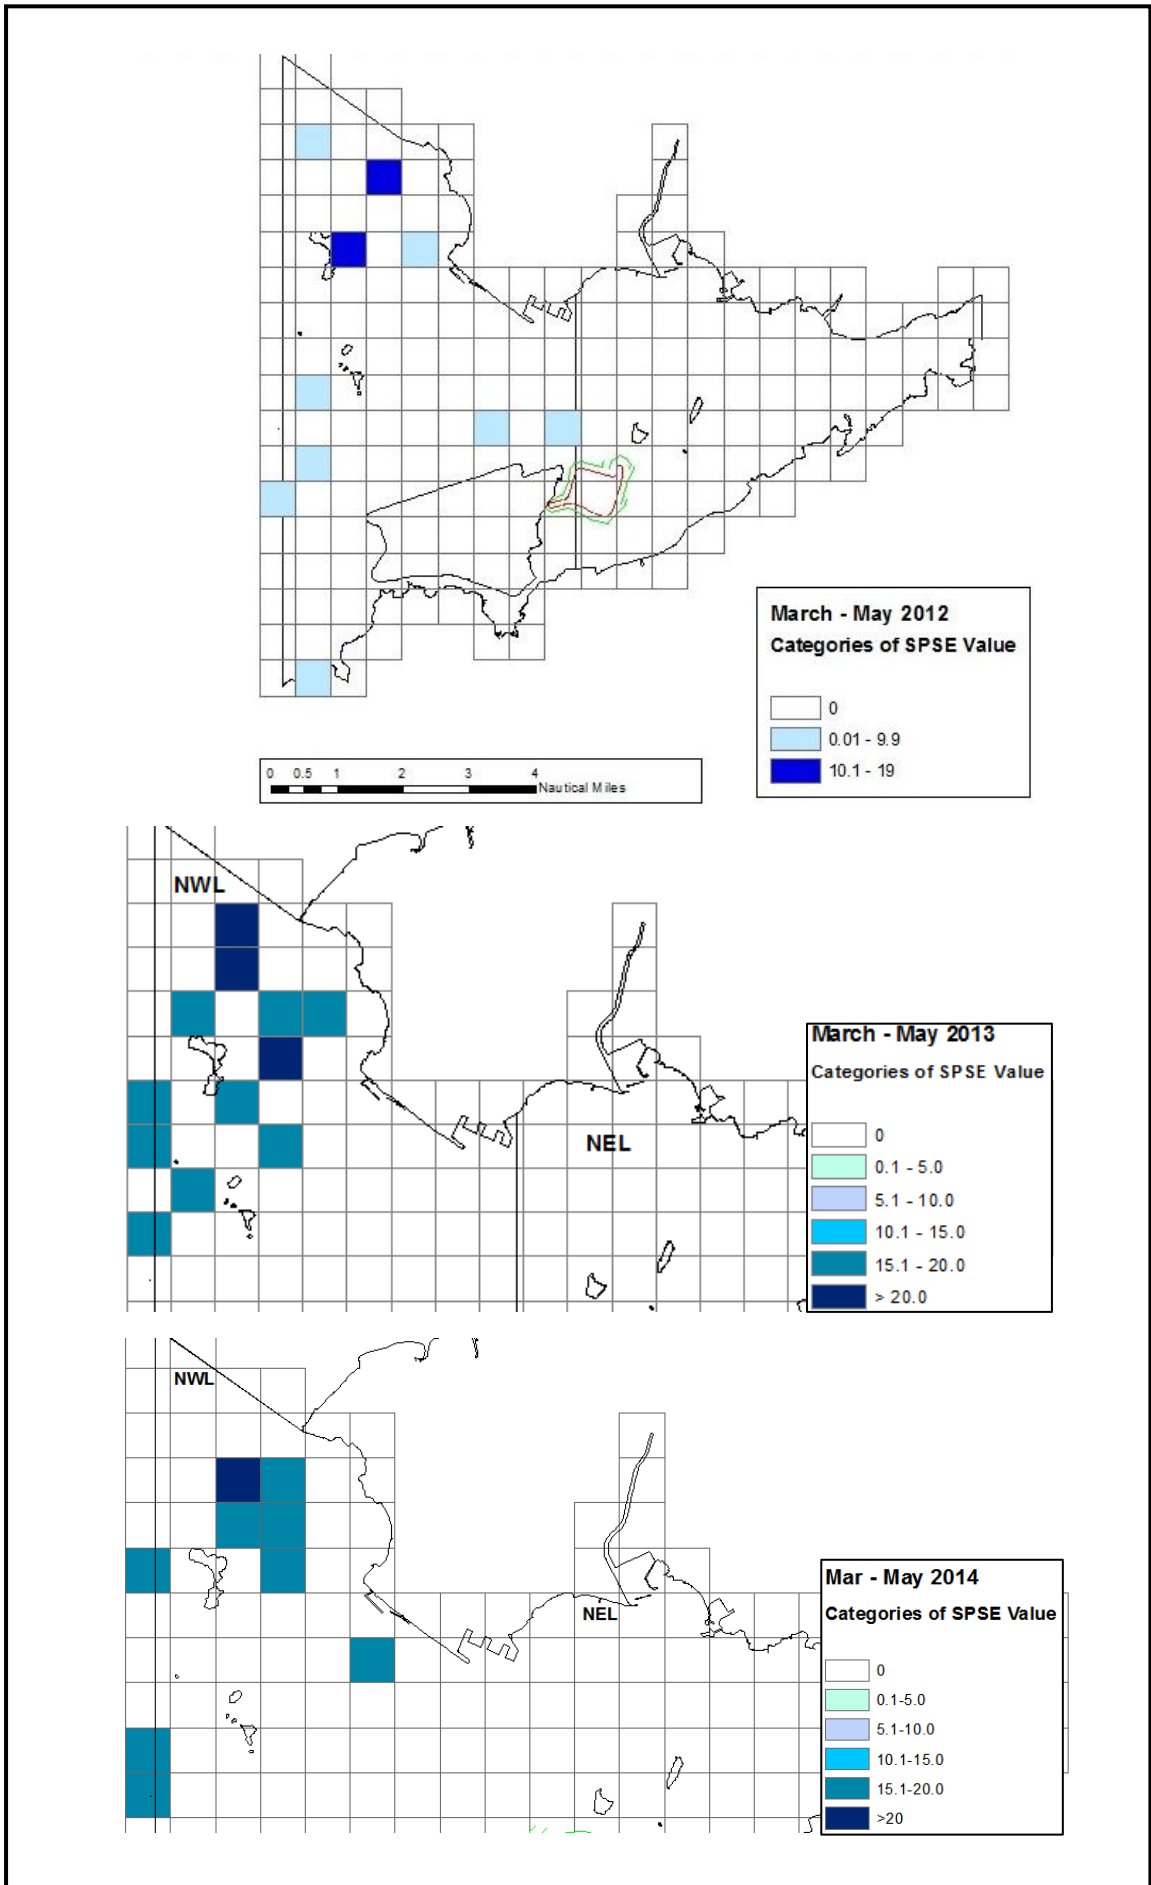 March - May 2012
Categories of SPSE Value
0
0.01 - 9.9
10.1 - 19
0 0.5 1 2 3 4
Nautical Miles
NWL
NEL
March - May 2013
Categories of SPSE Value
0
0.1 - 5.0
5.1 - 10.0
10.1 - 15.0
15.1 - 20.0
> 20.0
NWL
NEL
Mar - May 2014
Categories of SPSE Value
0
0.1-5.0
5.1-10.0
10.1-15.0
15.1-20.0
>20